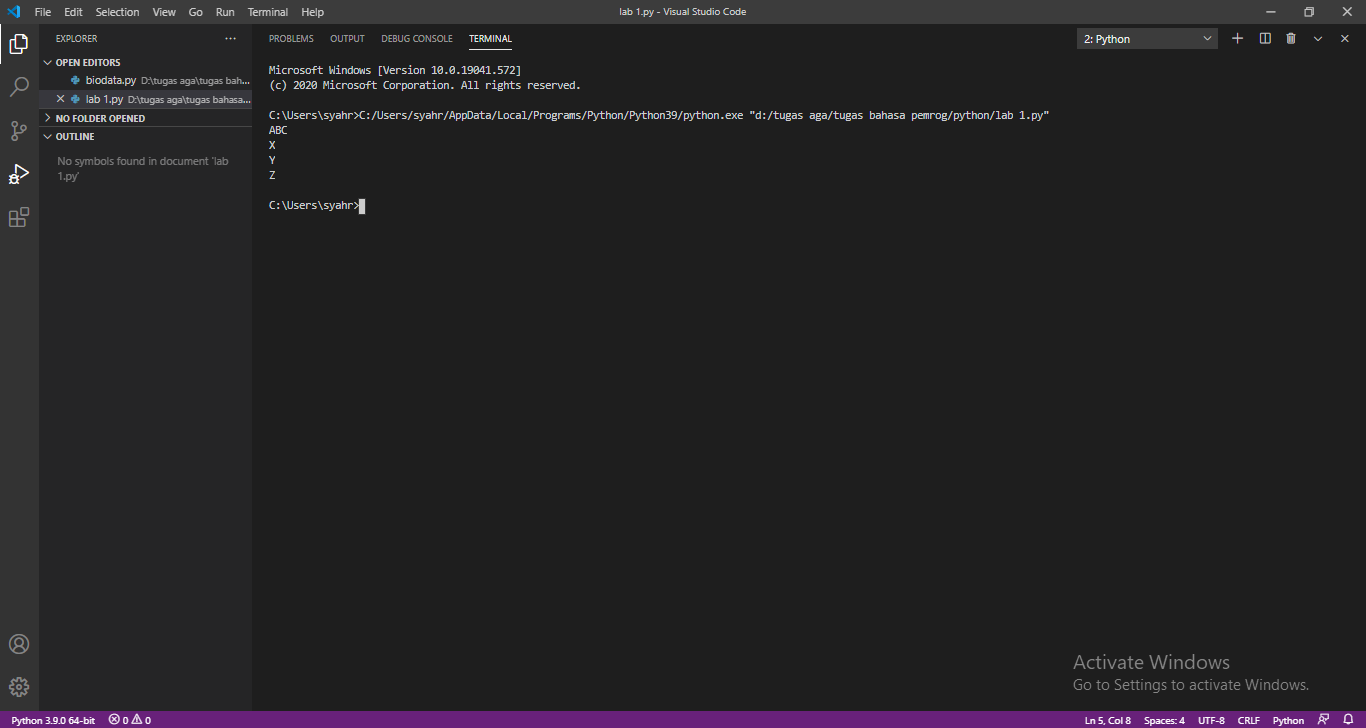 File Edit Selection View Go Run Terminal Help
lab 1.py - Visual Studio Code
EXPLORER
OPEN EDITORS
biodata.py D:\tugas aga\tugas bah...
lab 1.py D:\tugas aga\tugas bahasa...
NO FOLDER OPENED
OUTLINE
No symbols found in document 'lab
1.py'
PROBLEMS OUTPUT DEBUG CONSOLE TERMINAL
2: Python
Microsoft Windows [Version 10.0.19041.572]
(c) 2020 Microsoft Corporation. All rights reserved.
C:\Users\syahr>C:/Users/syahr/AppData/Local/Programs/Python/Python39/python.exe "d:/tugas aga/tugas bahasa pemrog/python/lab 1.py"
ABC
X
Y
Z
C:\Users\syahr>
Activate Windows
Go to Settings to activate Windows.
Python 3.9.0 64-bit 0 0
Ln 5, Col 8 Spaces: 4 UTF-8 CRLF Python